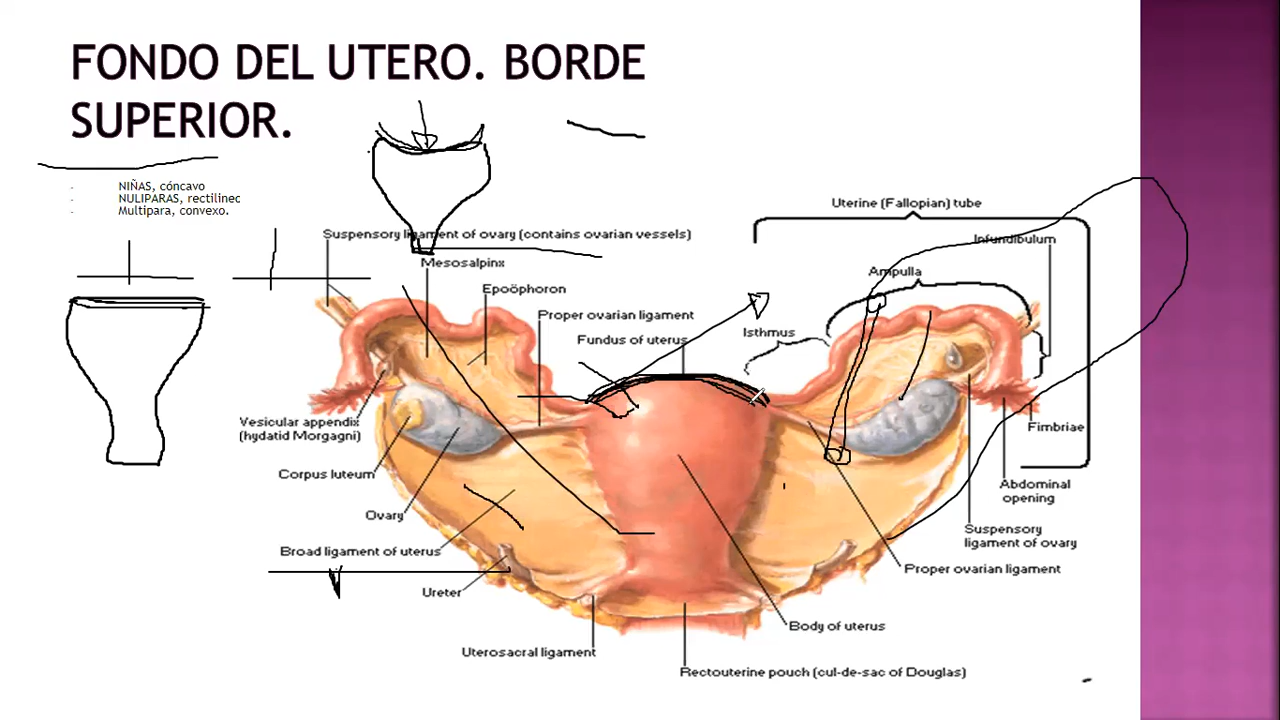 FONDO DEL UTERO. BORDE
SUPERIOR.
- NIÑAS, cóncavo
- NULIPARAS, rectilinec
- Multipara, convexo.
Uterine (Fallopian) tube
Suspensory ligament of ovary (contains ovarian vessels)
Infundibulum
Mesosalpinx
Ampulla
Epoöphoron
Proper ovarian ligament
Isthmus
Fundus of uterus
Vesicular appendix
(hydatid Morgagni)
Fimbriae
Corpus luteum
Abdominal
opening
Ovary
Suspensory
ligament of ovary
Broad ligament of uterus
Proper ovarian ligament
Ureter
Body of uterus
Uterosacral ligament
Rectouterine pouch (cul-de-sac of Douglas)